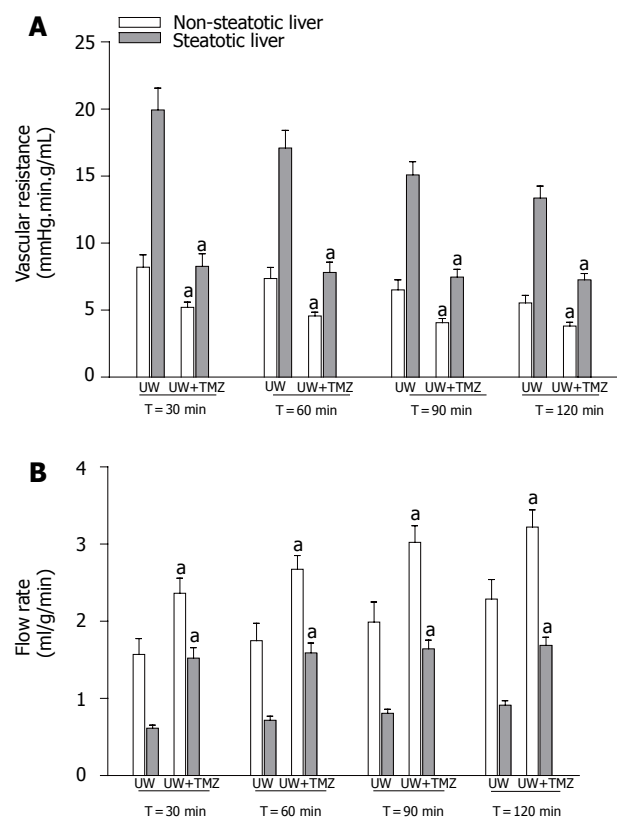 A
Non-steatotic liver
Steatotic liver
Vascular resistance
(mmHg.min.g/mL)
25
20
15
10
5
0
a
a
a
a
a
a
a
a
UW UW+TMZ UW UW+TMZ UW UW+TMZ UW UW+TMZ
T = 30 min T = 60 min T = 90 min T = 120 min
B
Flow rate
(ml/g/min)
4
3
2
1
0
a
a
a
a
a
a
a
a
UW UW+TMZ UW UW+TMZ UW UW+TMZ UW UW+TMZ
T = 30 min T = 60 min T = 90 min T = 120 min